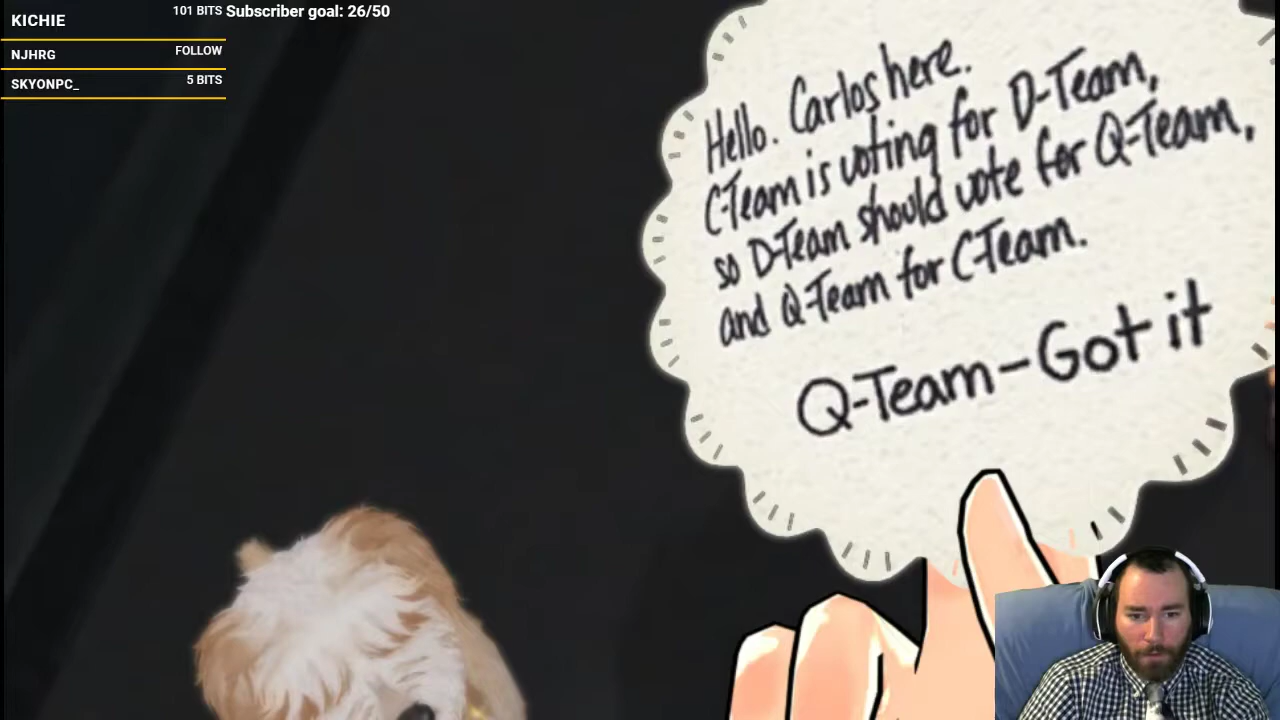 KICHIE 101 BITS
NJHRG FOLLOW
SKYONPC_ 5 BITS
Subscriber goal: 26/50
Hello. Carlos here.
C-Team is voting for D-Team,
so D-Team should vote for Q-Team,
and Q-Team for C-Team.
Q-Team-Got it